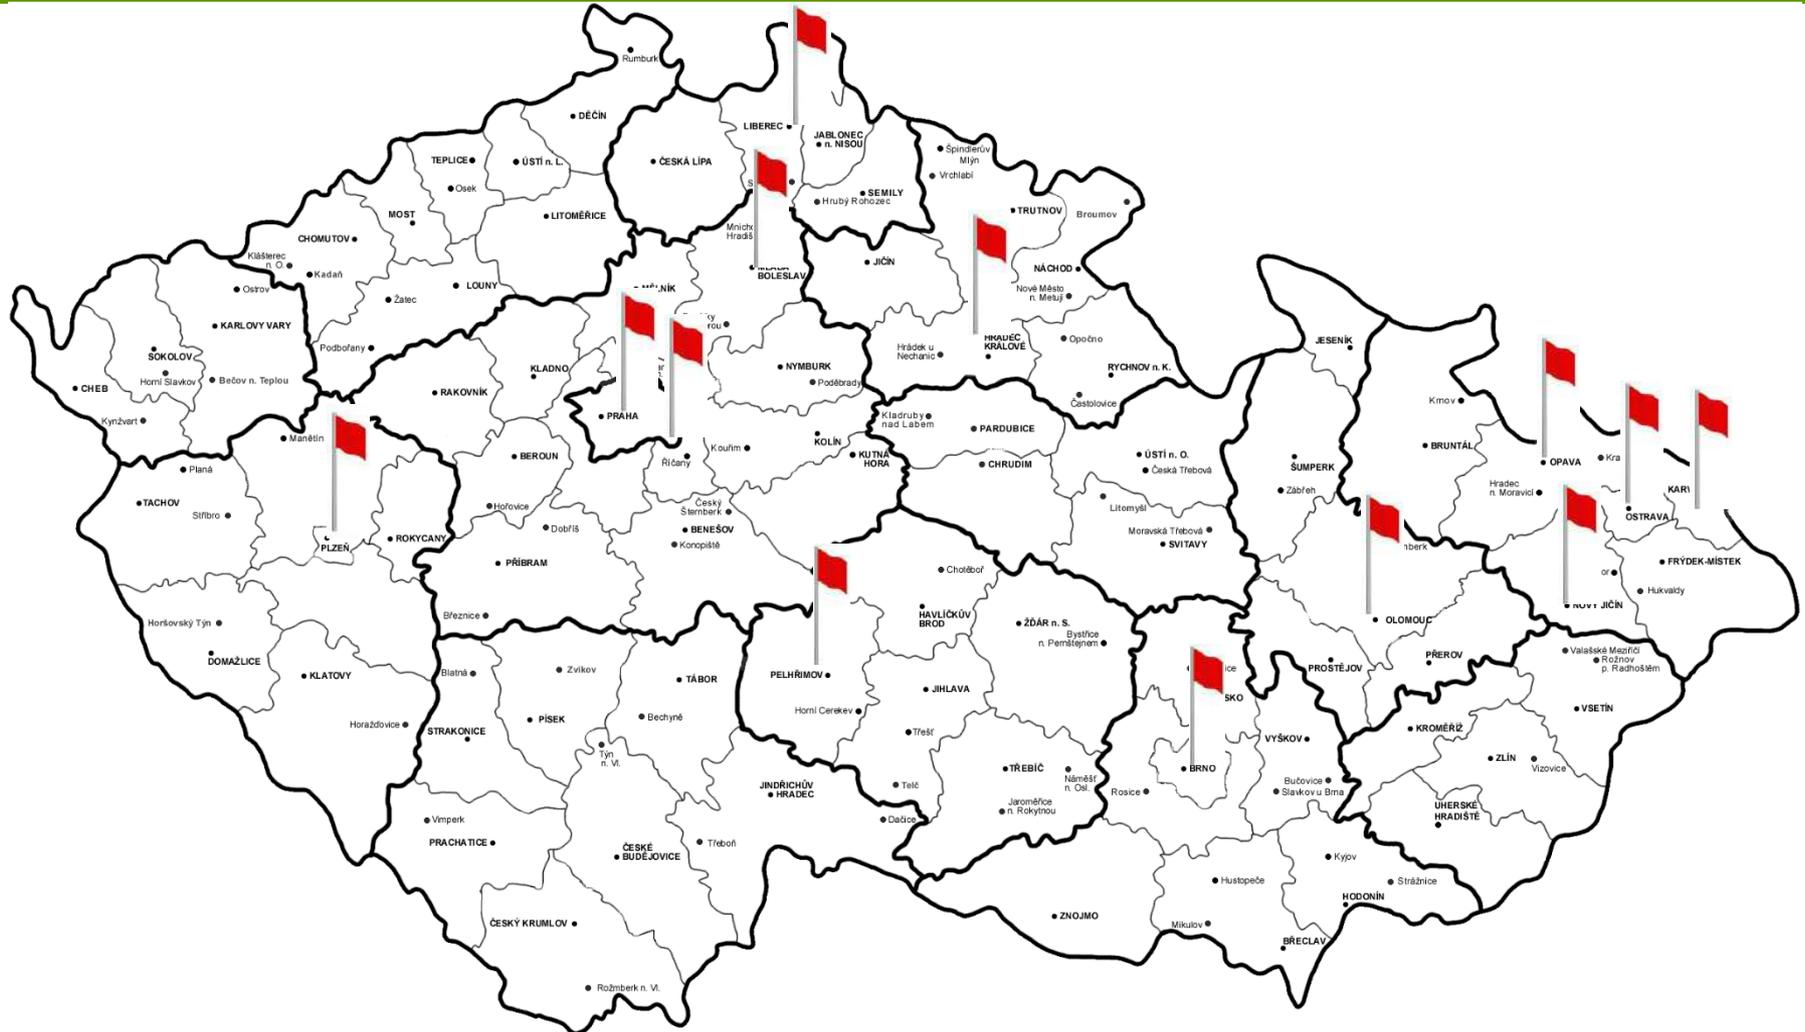 Rumburk
DĚČÍN
LIBEREC
JABLONEC
n. NISOU
TEPLICE
ÚSTÍ n. L.
ČESKÁ LÍPA
Špindlerův
Mlýn
Vrchlabí
Osek
SEMILY
Hrubý Rohozec
MOST
LITOMĚŘICE
TRUTNOV
Broumov
CHOMUTOV
JIČÍN
Klášterec
n. O.
Kadaň
BOLESLAV
NÁCHOD
Ostrov
Žatec
LOUNY
Nové Město
n. Metují
KARLOVY VARY
Podbořany
Hrádek u
Nechanic
HRADEC
KRÁLOVÉ
Opočno
JESENÍK
SOKOLOV
Horní Slavkov
Bečov n. Teplou
CHEB
KLADNO
NYMBURK
Poděbrady
RYCHNOV n. K.
RAKOVNÍK
Častolovice
Krnov
Kynžvart
PRAHA
Kladruby
nad Labem
PARDUBICE
Manětín
KOLÍN
BRUNTÁL
Planá
BEROUN
Říčany
Kouřim
KUTNÁ
HORA
CHRUDIM
ÚSTÍ n. O.
Česká Třebová
ŠUMPERK
OPAVA
TACHOV
Stříbro
Hořovice
Český
Šternberk
Litomyšl
Zábřeh
Hradec
n. Moravicí
OSTRAVA
PLZEŇ
ROKYCANY
Dobříš
BENEŠOV
Konopiště
Moravská Třebová
SVITAVY
PŘÍBRAM
Chotěboř
FRÝDEK-MÍSTEK
Hukvaldy
NOVÝ JIČÍN
Horšovský Týn
Březnice
HAVLÍČKŮV
BROD
ŽĎÁR n. S.
Bystřice
n. Pernštejnem
OLOMOUC
DOMAŽLICE
KLATOVY
Blatná
Zvíkov
TÁBOR
PELHŘIMOV
JIHLAVA
PROSTĚJOV
PŘEROV
Valašské Meziříčí
Rožnov
p. Radhoštěm
Horažďovice
STRAKONICE
PÍSEK
Bechyně
Horní Cerekev
Třešť
VYŠKOV
KROMĚŘÍŽ
VSETÍN
Týn
n. Vl.
TŘEBÍČ
Náměšť
n. Osl.
BRNO
ZLÍN
Vizovice
JINDŘICHŮV
HRADEC
Telč
Jaroměřice
n. Rokytnou
Rosice
Bučovice
Slavkov u Brna
UHERSKÉ
HRADIŠTĚ
Vimperk
PRACHATICE
ČESKÉ
BUDĚJOVICE
Třeboň
Dačice
Kyjov
Hustopeče
Strážnice
HODONÍN
ČESKÝ KRUMLOV
ZNOJMO
Mikulov
BŘECLAV
Rožmberk n. Vl.